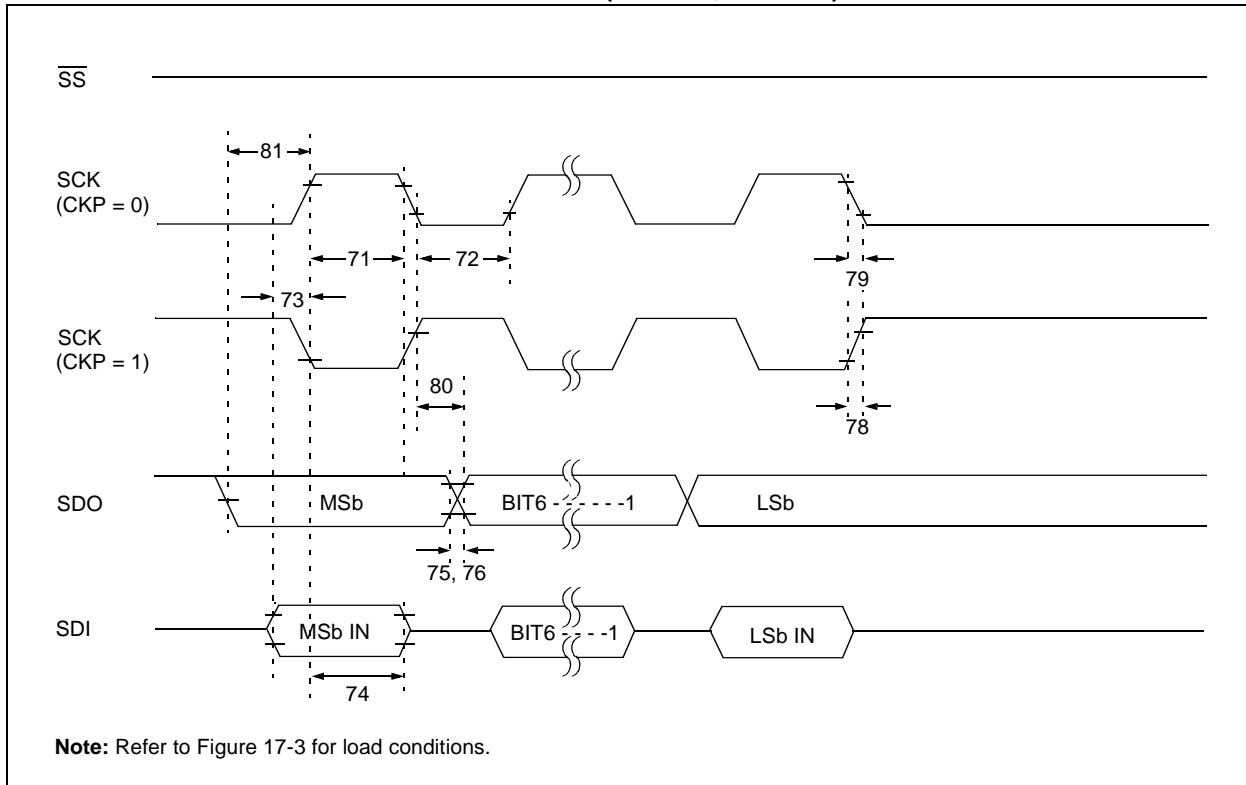 SS
81
SCK
(CKP = 0)
71
72
79
73
SCK
(CKP = 1)
80
78
SDO
MSb
BIT6 - - - - - -1
LSb
75, 76
SDI
MSb IN
BIT6 - - - - -1
LSb IN
74
Note: Refer to Figure 17-3 for load conditions.